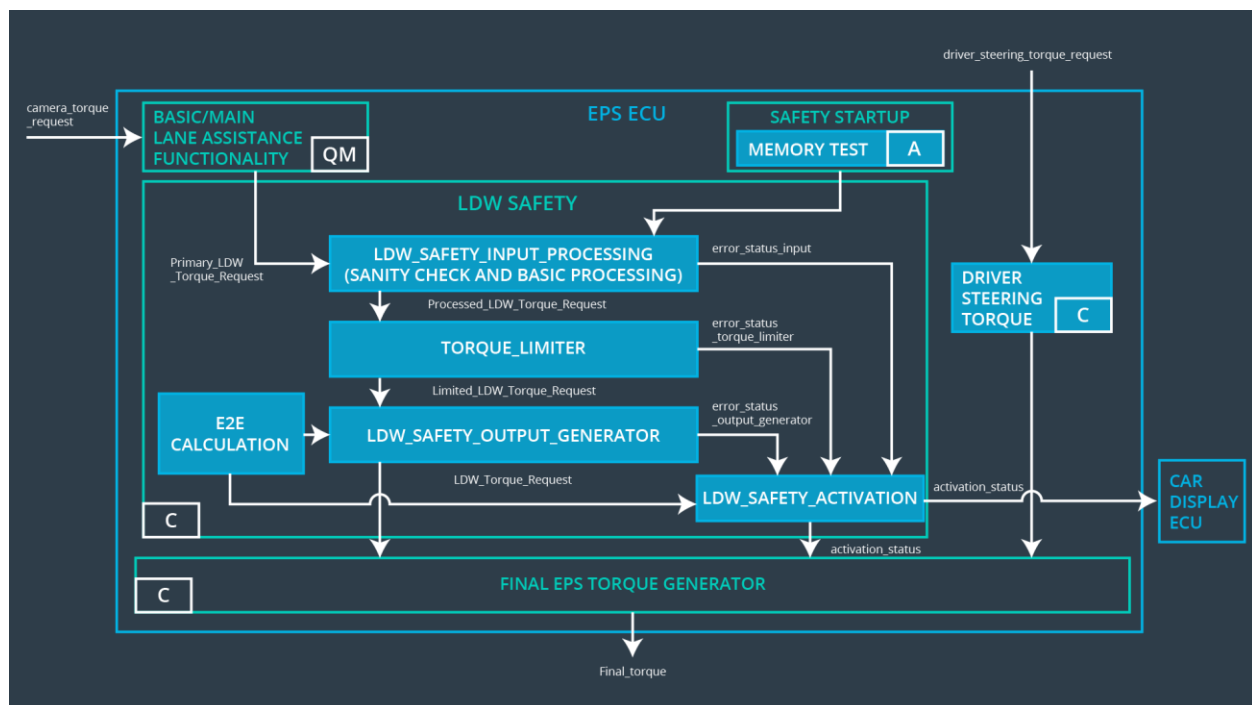 driver_steering_torque_request
camera_torque
_request
EPS ECU
BASIC/MAIN
LANE ASSISTANCE
FUNCTIONALITY
QM
SAFETY STARTUP
MEMORY TEST
A
LDW SAFETY
Primary_LDW
_Torque_Request
LDW_SAFETY_INPUT_PROCESSING
(SANITY CHECK AND BASIC PROCESSING)
error_status_input
DRIVER
STEERING
TORQUE
C
Processed_LDW_Torque_Request
TORQUE_LIMITER
error_status
_torque_limiter
Limited_LDW_Torque_Request
E2E
CALCULATION
LDW_SAFETY_OUTPUT_GENERATOR
error_status
_output_generator
LDW_Torque_Request
LDW_SAFETY_ACTIVATION
activation_status
CAR
DISPLAY
ECU
C
activation_status
FINAL EPS TORQUE GENERATOR
C
Final_torque